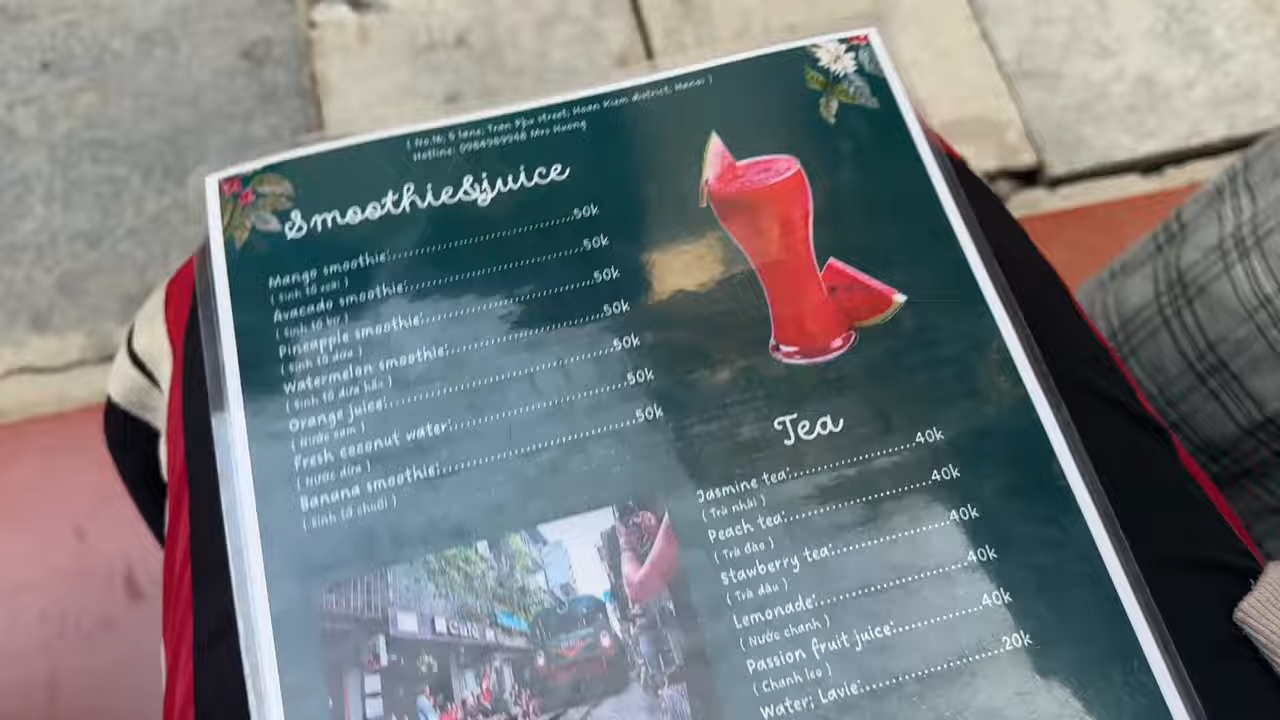 ( No.16, 5 lane, Tran Phu street, Hoan Kiem district, Hanoi )
Hotline: 0984989948 Mrs Huong
Smoothie&juice
Mango smoothie:..................................50k
( Sinh tố xoài )
Avocado smoothie:..................................50k
( Sinh tố bơ )
Pineapple smoothie:..................................50k
( Sinh tố dứa )
Watermelon smoothie:..................................50k
( Sinh tố dưa hấu )
Orange juice:..................................50k
( Nước cam )
Fresh coconut water:..................................50k
( Nước dừa )
Banana smoothie:..................................50k
( Sinh tố chuối )
Tea
Jasmine tea:......................40k
( Trà nhài )
Peach tea:......................40k
( Trà đào )
Stawberry tea:......................40k
( Trà dâu )
Lemonade:......................40k
( Nước chanh )
Passion fruit juice:......................40k
( Chanh leo )
Water; Lavie:......................20k
Cafe